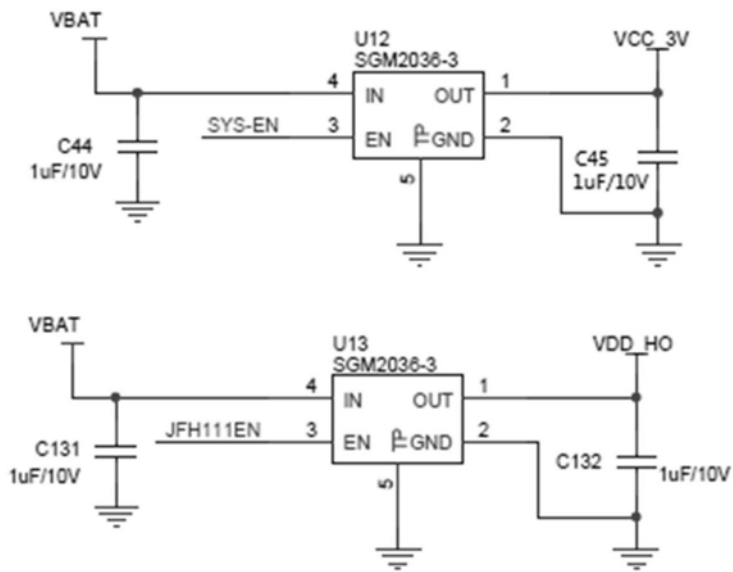 VBAT
U12
SGM2036-3
VCC_3V
4
IN
OUT
1
SYS-EN
3
EN
TP
GND
2
C44
1uF/10V
5
C45
1uF/10V
VBAT
U13
SGM2036-3
VDD_HO
4
IN
OUT
1
JFH111EN
3
EN
TP
GND
2
C131
1uF/10V
5
C132
1uF/10V